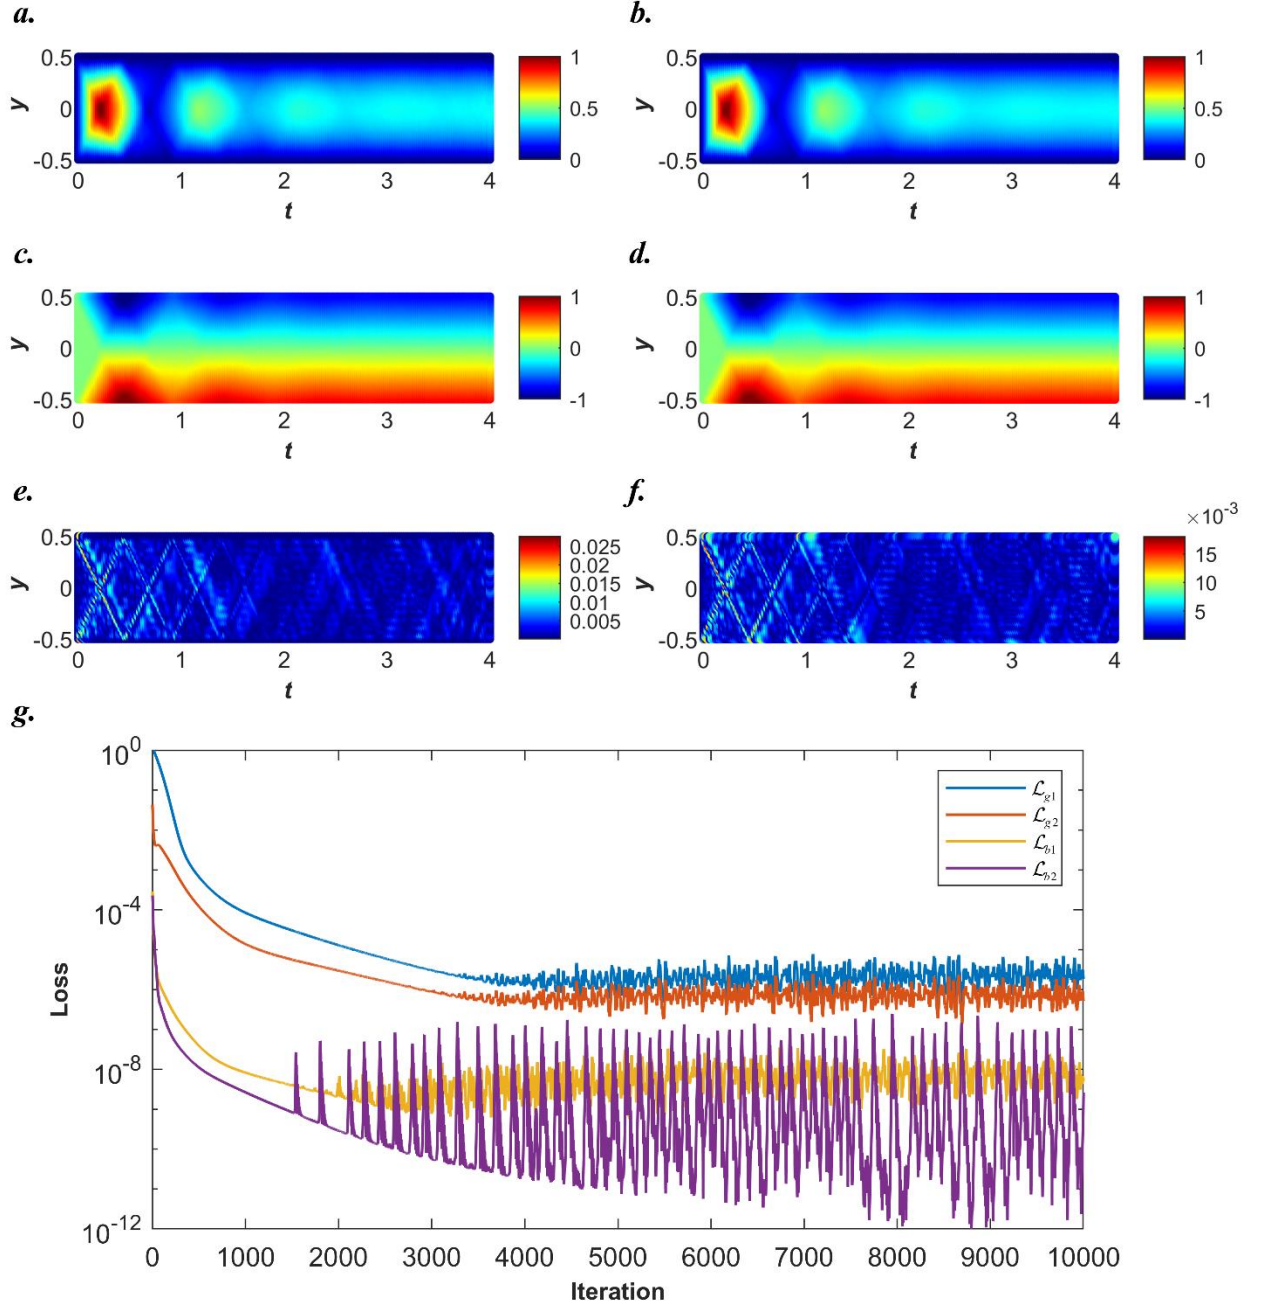 a. b.
0.5 0 -0.5 y 0 1 2 3 4 t 1 0.5 0
0.5 0 -0.5 y 0 1 2 3 4 t 1 0.5 0
c. d.
0.5 0 -0.5 y 0 1 2 3 4 t 1 0 -1
0.5 0 -0.5 y 0 1 2 3 4 t 1 0 -1
e. f.
0.5 0 -0.5 y 0 1 2 3 4 t 0.025 0.02 0.015 0.01 0.005
0.5 0 -0.5 y 0 1 2 3 4 t ×10⁻³ 15 10 5
g.
10⁰
10⁻⁴
10⁻⁸
10⁻¹²
Loss
ℒg1
ℒg2
ℒb1
ℒb2
0 1000 2000 3000 4000 5000 6000 7000 8000 9000 10000
Iteration